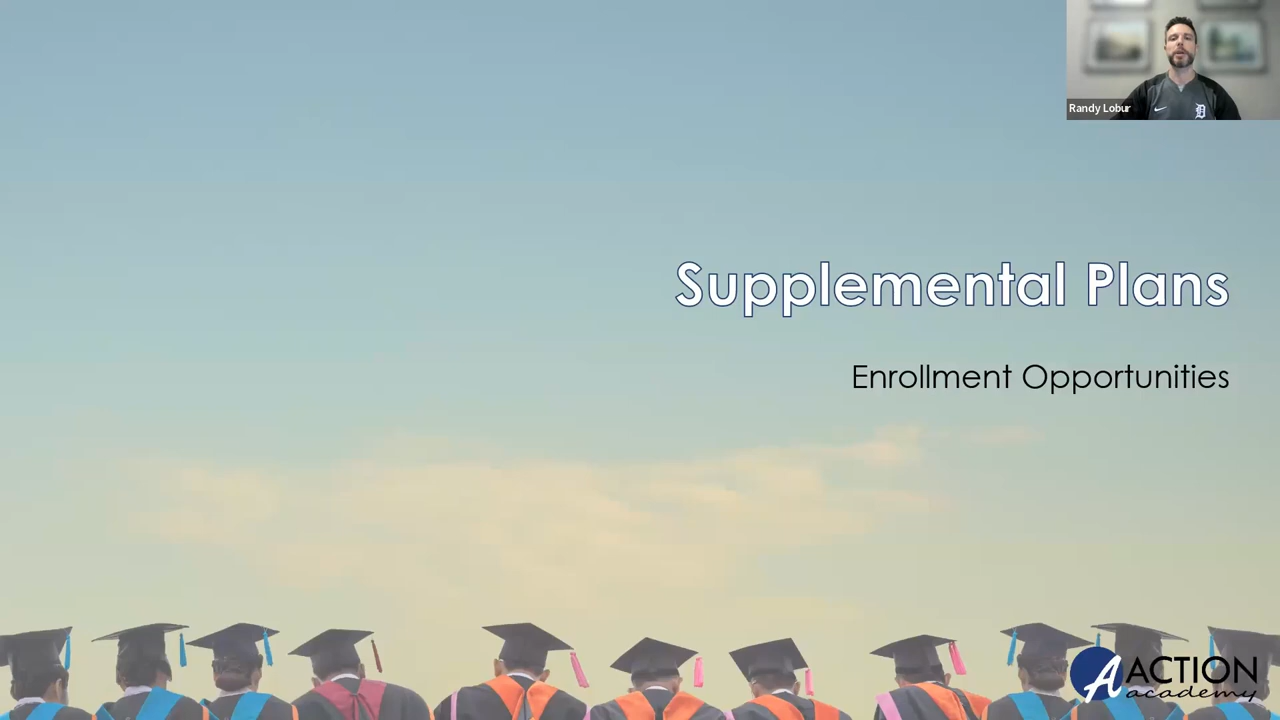 Randy Lobur
Supplemental Plans
Enrollment Opportunities
ACTION
academy